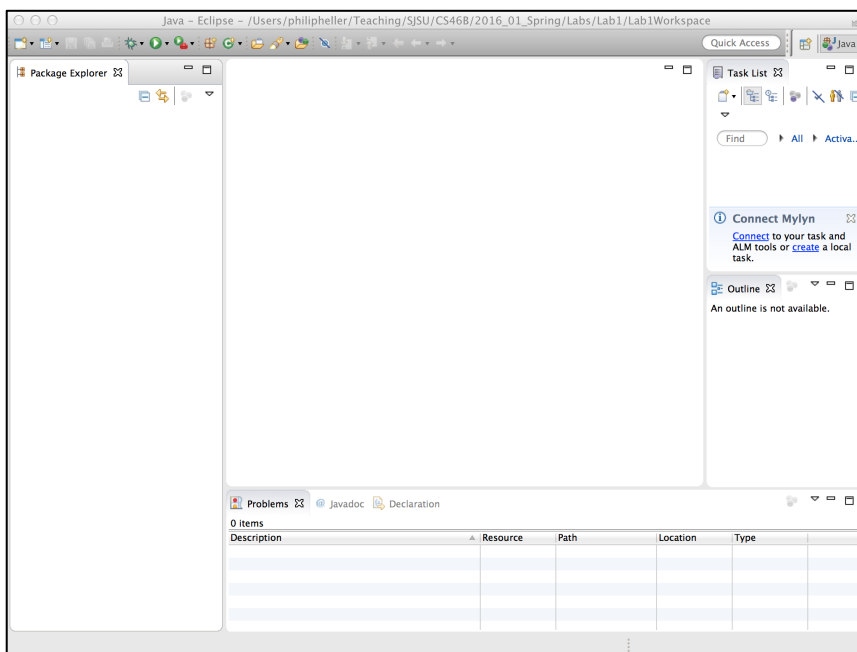 Java – Eclipse – /Users/philipheller/Teaching/SJSU/CS46B/2016_01_Spring/Labs/Lab1/Lab1Workspace
Quick Access
Java
Package Explorer
Task List
Find
All
Activa..
Connect Mylyn
Connect to your task and
ALM tools or create a local
task.
Outline
An outline is not available.
Problems
@ Javadoc
Declaration
0 items
Description Resource Path Location Type